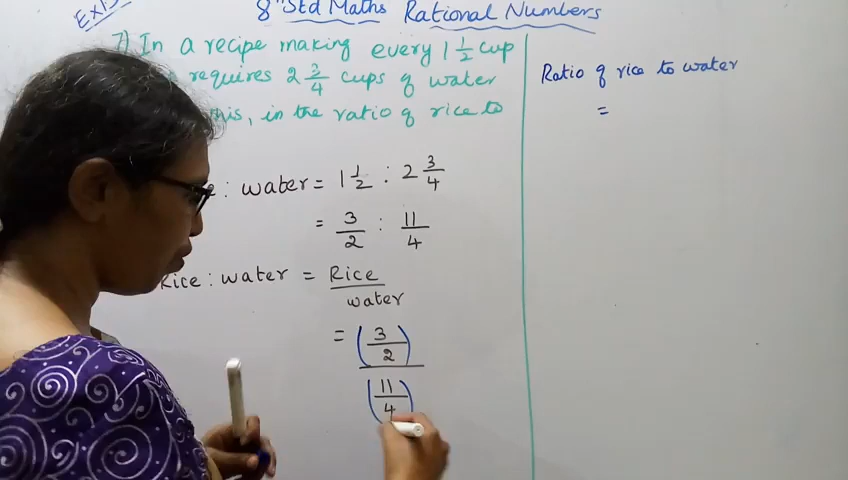 8th Std Maths Rational Numbers
7) In a recipe making every 1 1/2 cup
requires 2 3/4 cups of water
this, in the ratio of rice to
: water = 1 1/2 : 2 3/4
= 3/2 : 11/4
Rice : water = Rice/water
= (3/2)/(11/4)
Ratio of rice to water
=